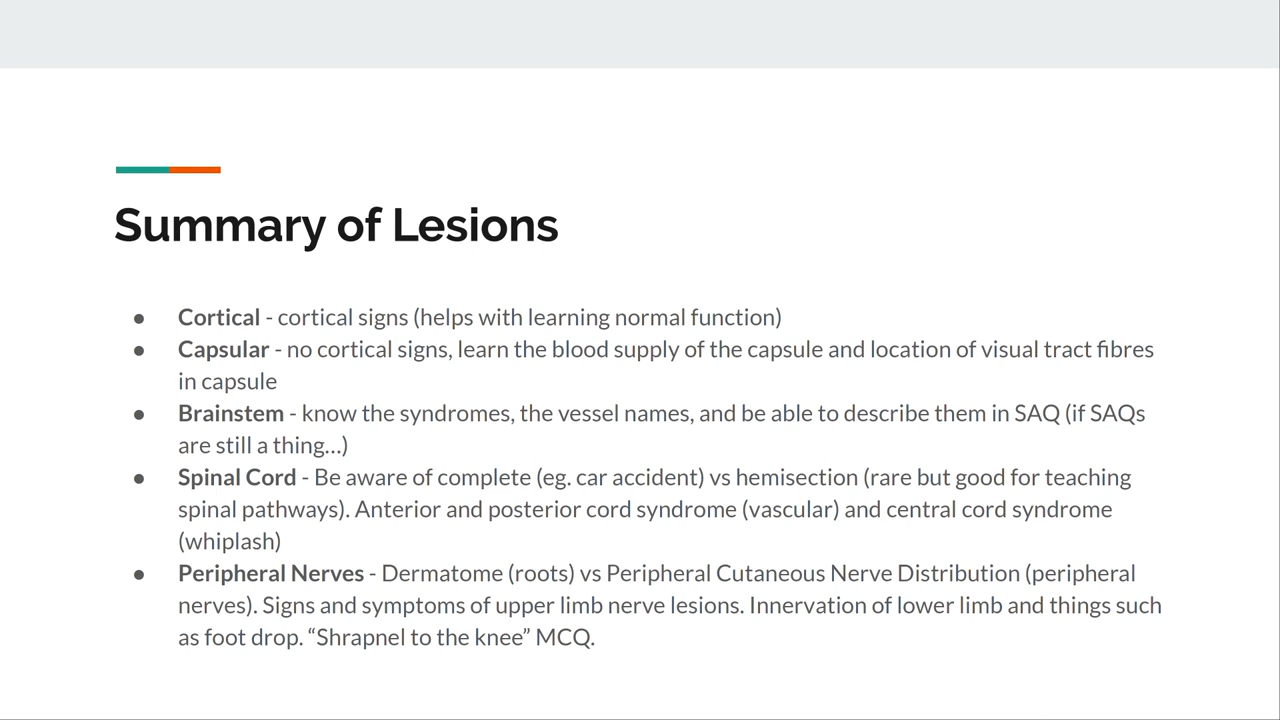 Summary of Lesions
● Cortical - cortical signs (helps with learning normal function)
● Capsular - no cortical signs, learn the blood supply of the capsule and location of visual tract fibres
in capsule
● Brainstem - know the syndromes, the vessel names, and be able to describe them in SAQ (if SAQs
are still a thing...)
● Spinal Cord - Be aware of complete (eg. car accident) vs hemisection (rare but good for teaching
spinal pathways). Anterior and posterior cord syndrome (vascular) and central cord syndrome
(whiplash)
● Peripheral Nerves - Dermatome (roots) vs Peripheral Cutaneous Nerve Distribution (peripheral
nerves). Signs and symptoms of upper limb nerve lesions. Innervation of lower limb and things such
as foot drop. “Shrapnel to the knee” MCQ.